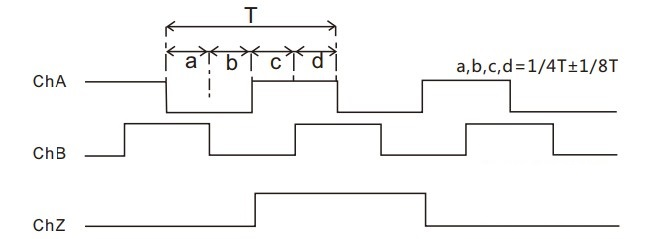 T
a b c d
a,b,c,d=1/4T±1/8T
ChA
ChB
ChZ